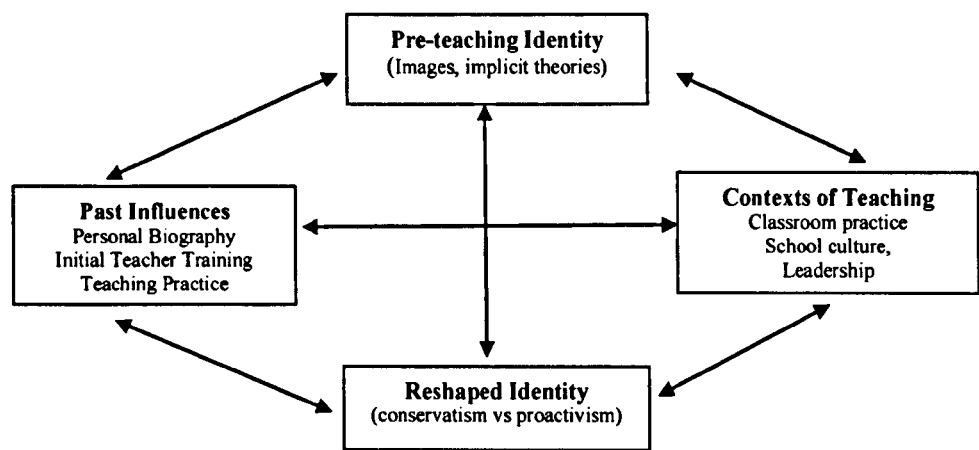 Pre-teaching Identity
(Images, implicit theories)
Past Influences
Personal Biography
Initial Teacher Training
Teaching Practice
Contexts of Teaching
Classroom practice
School culture,
Leadership
Reshaped Identity
(conservatism vs proactivism)